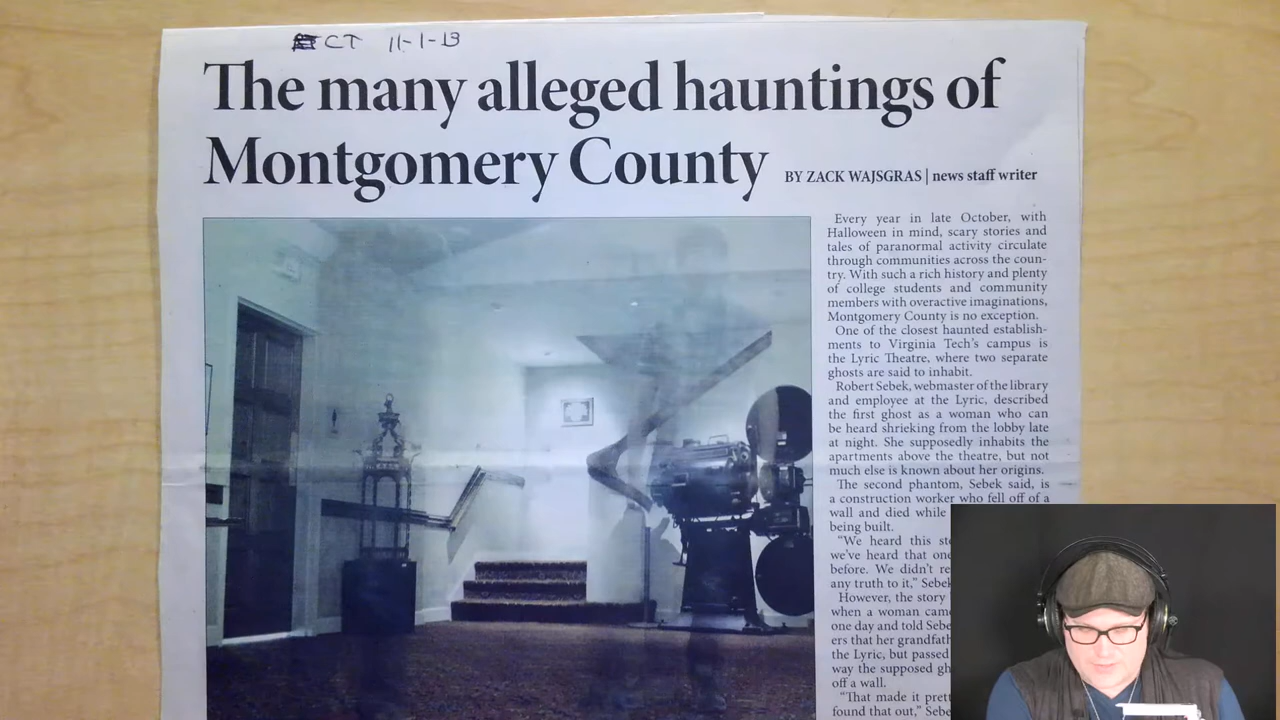 CT 11-1-13
The many alleged hauntings of
Montgomery County BY ZACK WAJSGRAS | news staff writer
Every year in late October, with
Halloween in mind, scary stories and
tales of paranormal activity circulate
through communities across the coun-
try. With such a rich history and plenty
of college students and community
members with overactive imaginations,
Montgomery County is no exception.
One of the closest haunted establish-
ments to Virginia Tech's campus is
the Lyric Theatre, where two separate
ghosts are said to inhabit.
Robert Sebek, webmaster of the library
and employee at the Lyric, described
the first ghost as a woman who can
be heard shrieking from the lobby late
at night. She supposedly inhabits the
apartments above the theatre, but not
much else is known about her origins.
The second phantom, Sebek said, is
a construction worker who fell off of a
wall and died while
being built.
"We heard this sto
we've heard that one
before. We didn't re
any truth to it," Sebek
However, the story
when a woman came
one day and told Sebe
ers that her grandfath
the Lyric, but passed
way the supposed gh
off a wall.
"That made it prett
found that out," Sebe